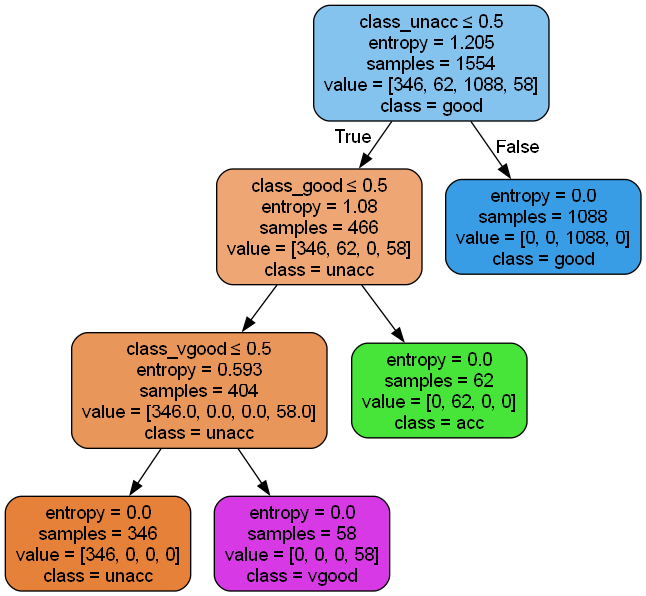 class_unacc ≤ 0.5
entropy = 1.205
samples = 1554
value = [346, 62, 1088, 58]
class = good
True
False
class_good ≤ 0.5
entropy = 1.08
samples = 466
value = [346, 62, 0, 58]
class = unacc
entropy = 0.0
samples = 1088
value = [0, 0, 1088, 0]
class = good
class_vgood ≤ 0.5
entropy = 0.593
samples = 404
value = [346.0, 0.0, 0.0, 58.0]
class = unacc
entropy = 0.0
samples = 62
value = [0, 62, 0, 0]
class = acc
entropy = 0.0
samples = 346
value = [346, 0, 0, 0]
class = unacc
entropy = 0.0
samples = 58
value = [0, 0, 0, 58]
class = vgood